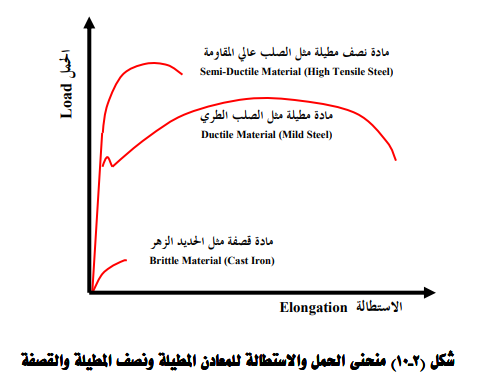 مادة نصف مطيلة مثل الصلب عالي المقاومة
Semi-Ductile Material (High Tensile Steel)
الحمل Load
مادة مطيلة مثل الصلب الطري
Ductile Material (Mild Steel)
مادة قصفة مثل الحديد الزهر
Brittle Material (Cast Iron)
الاستطالة Elongation
شكل (٢-١٠) منحنى الحمل والاستطالة للمعادن المطيلة ونصف المطيلة والقصفة